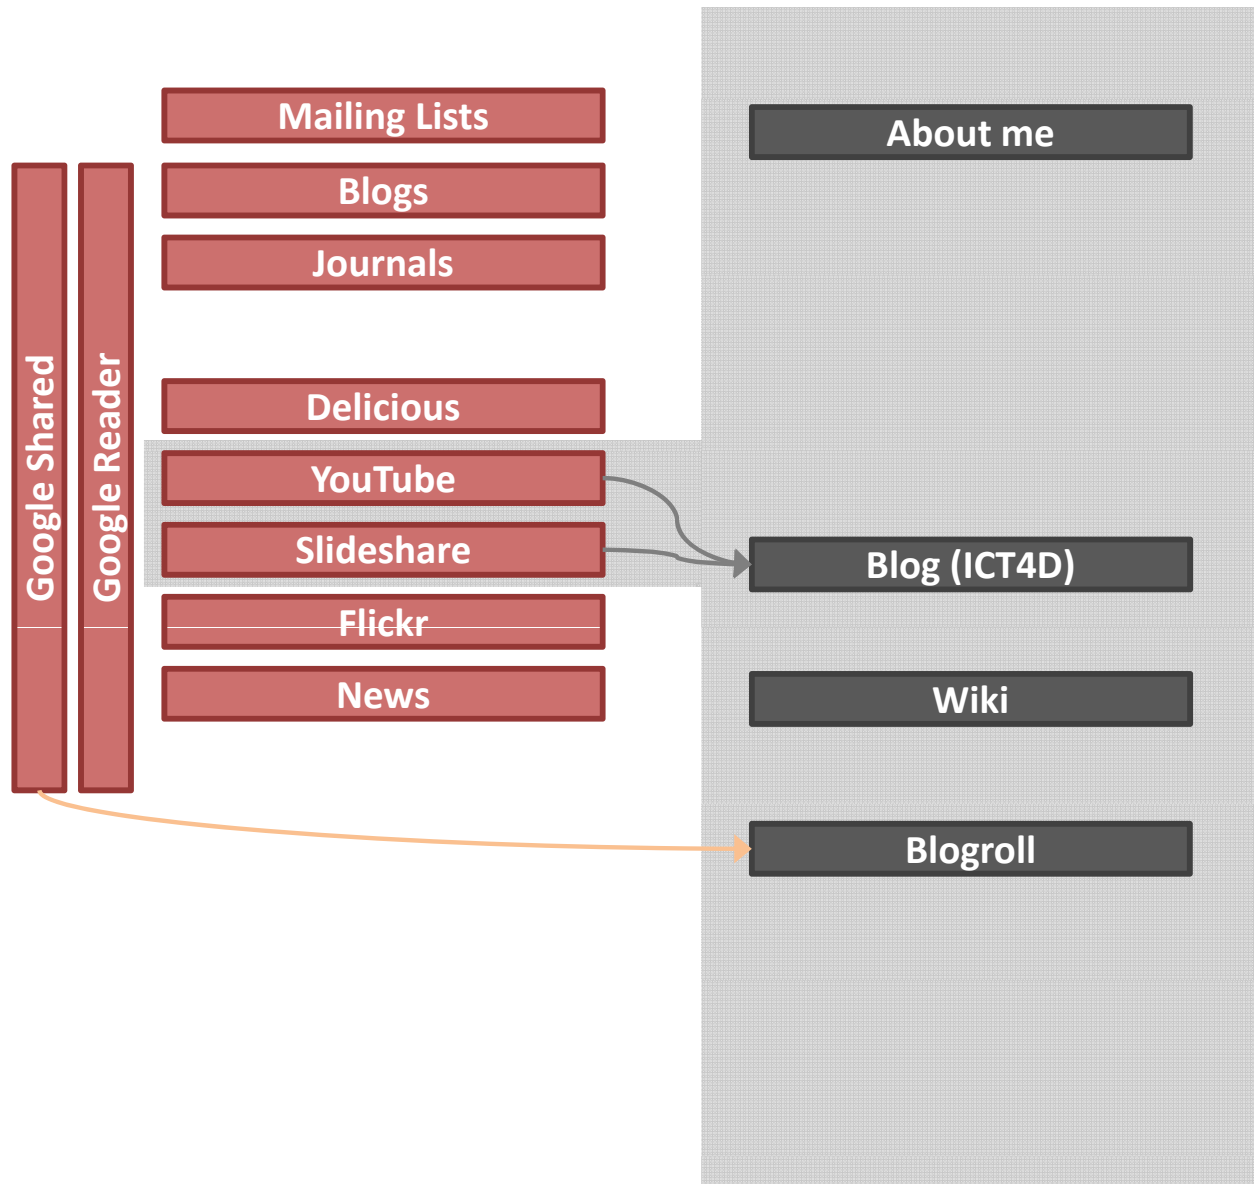 Mailing Lists
About me
Blogs
Journals
Google Shared
Google Reader
Delicious
YouTube
Slideshare
Blog (ICT4D)
Flickr
News
Wiki
Blogroll